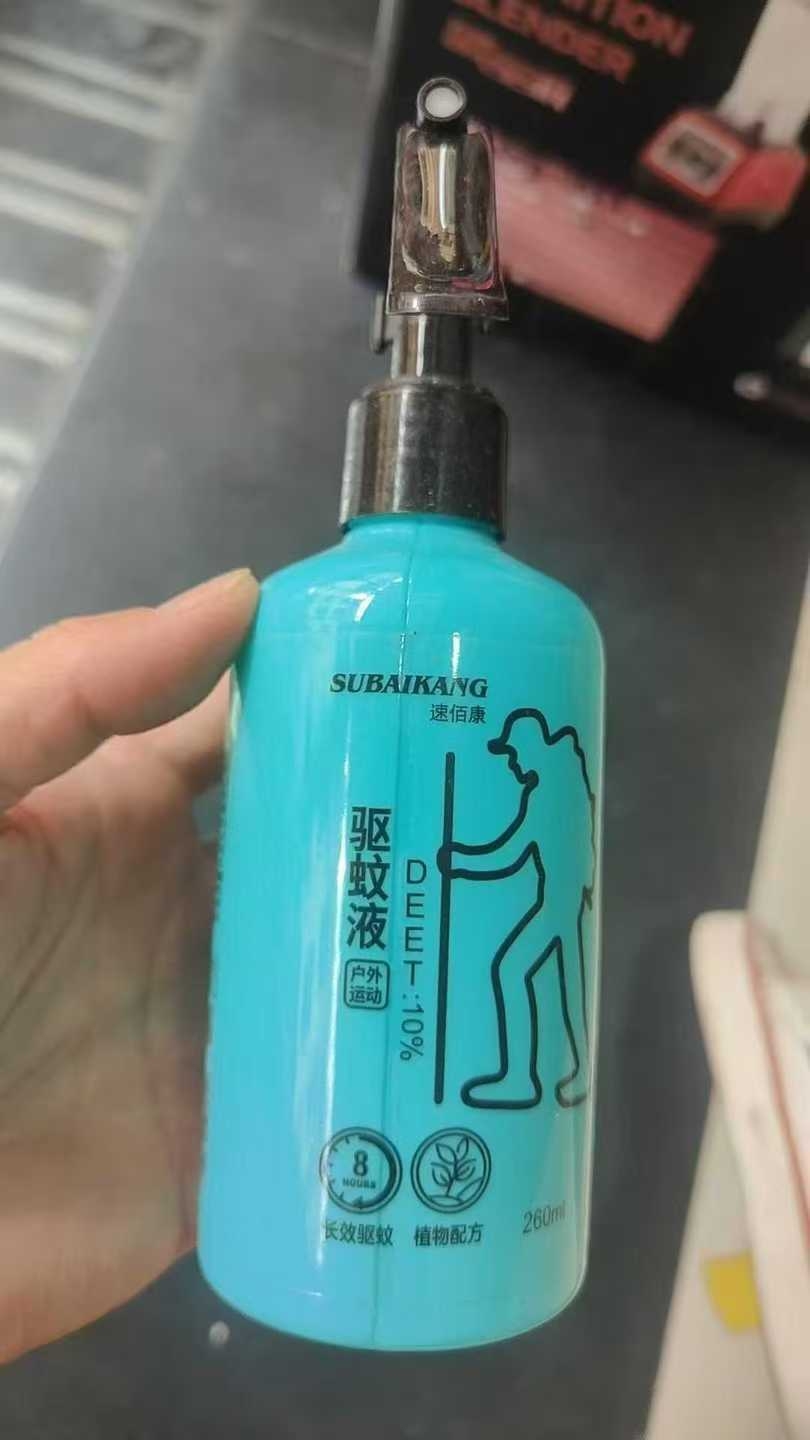 SUBAIKANG
速佰康
驱蚊液
户外
运动
DEET:10%
8
HOURS
长效驱蚊
植物配方
260ml
BLENDER